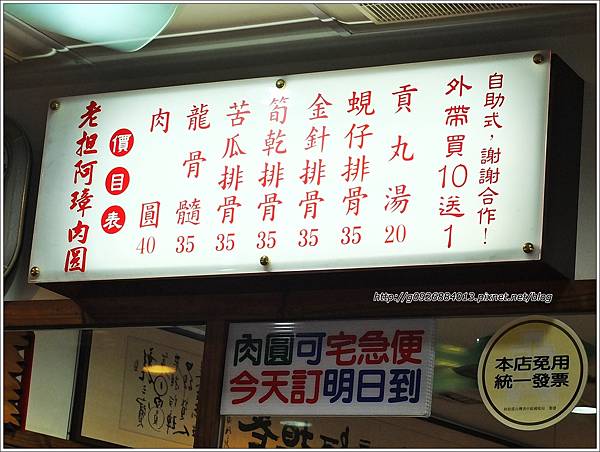 自助式，謝謝合作！
外帶買10送1
貢丸湯 20
蜆仔排骨 35
金針排骨 35
筍乾排骨 35
苦瓜排骨 35
龍骨髓 35
肉圓 40
價目表
老担阿璋肉圓
http://g0926884013.pixnet.net/blog
肉圓可宅急便
今天訂明日到
本店免用
統一發票